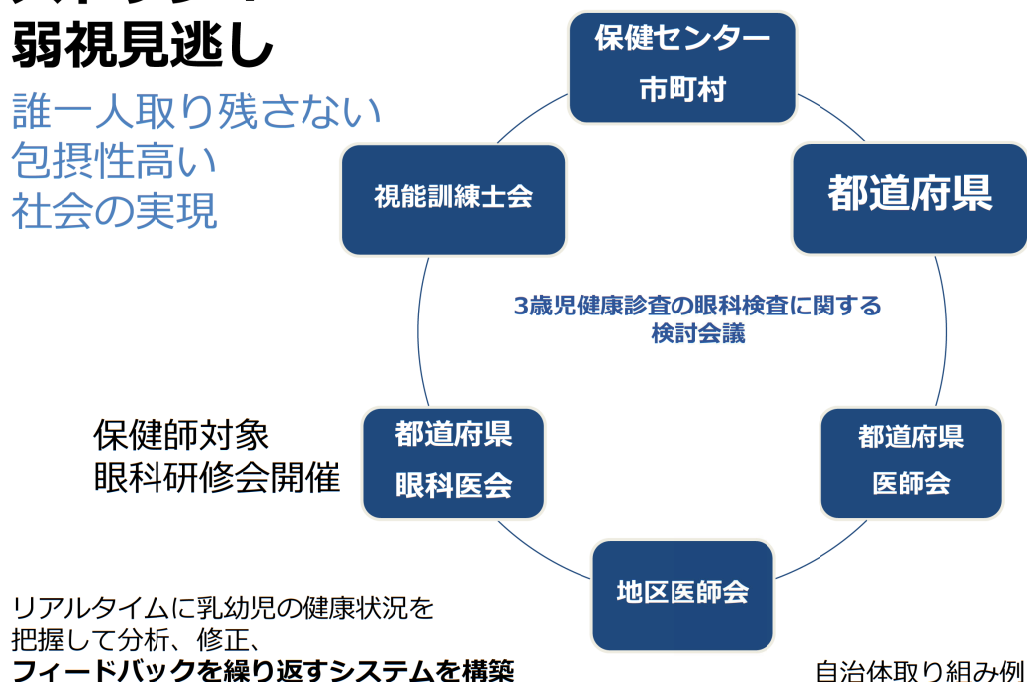 弱視見逃し
誰一人取り残さない
包摂性高い
社会の実現
保健センター
市町村
視能訓練士会
都道府県
3歳児健康診査の眼科検査に関する
検討会議
保健師対象
眼科研修会開催
都道府県
眼科医会
都道府県
医師会
地区医師会
リアルタイムに乳幼児の健康状況を
把握して分析、修正、
フィードバックを繰り返すシステムを構築
自治体取り組み例